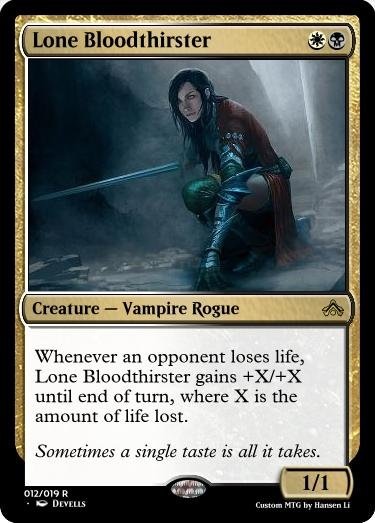 Lone Bloodthirster
Creature — Vampire Rogue
Whenever an opponent loses life,
Lone Bloodthirster gains +X/+X
until end of turn, where X is the
amount of life lost.
Sometimes a single taste is all it takes.
1/1
012/019 R
· Devells
Custom MTG by Hansen Li